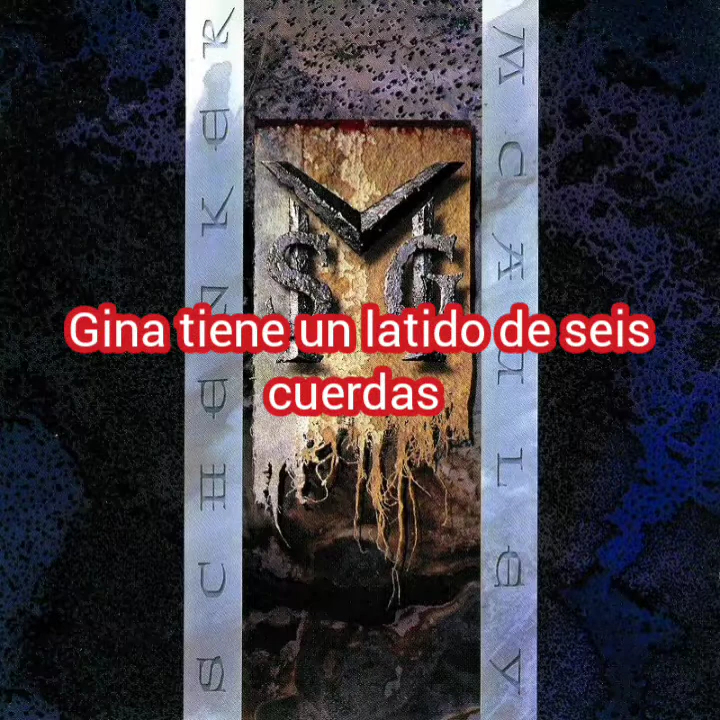 SCHENKER
McAULEY
MSG
Gina tiene un latido de seis
cuerdas